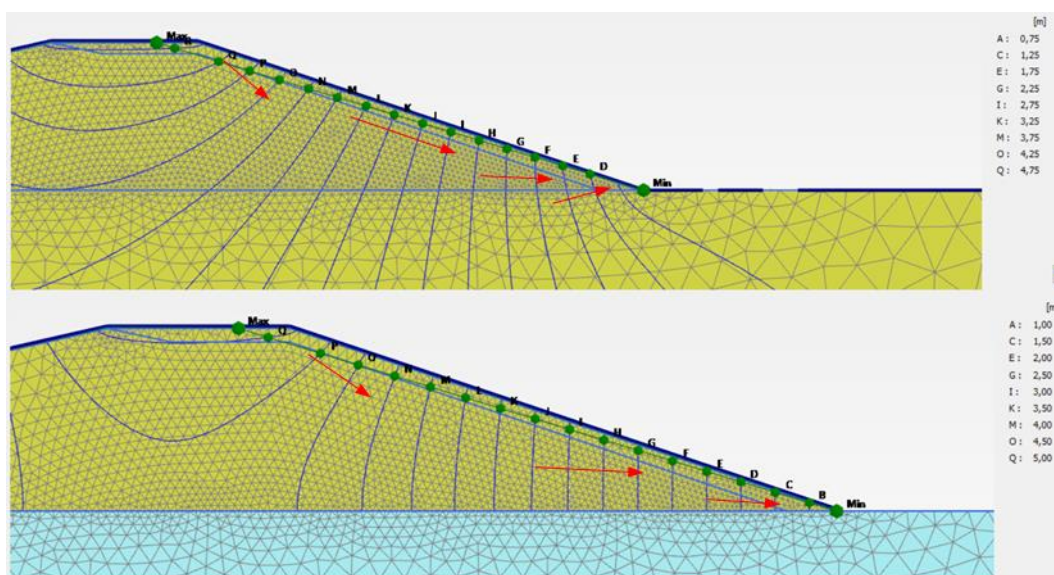 [m]
A : 0,75
C : 1,25
E : 1,75
G : 2,25
I : 2,75
K : 3,25
M : 3,75
O : 4,25
Q : 4,75
Max
Q
P
O
N
M
K
H
G
F
E
D
Min
[m
A : 1,00
C : 1,50
E : 2,00
G : 2,50
I : 3,00
K : 3,50
M : 4,00
O : 4,50
Q : 5,00
Max
Q
P
O
N
M
L
K
J
I
H
G
F
E
D
C
B
Min